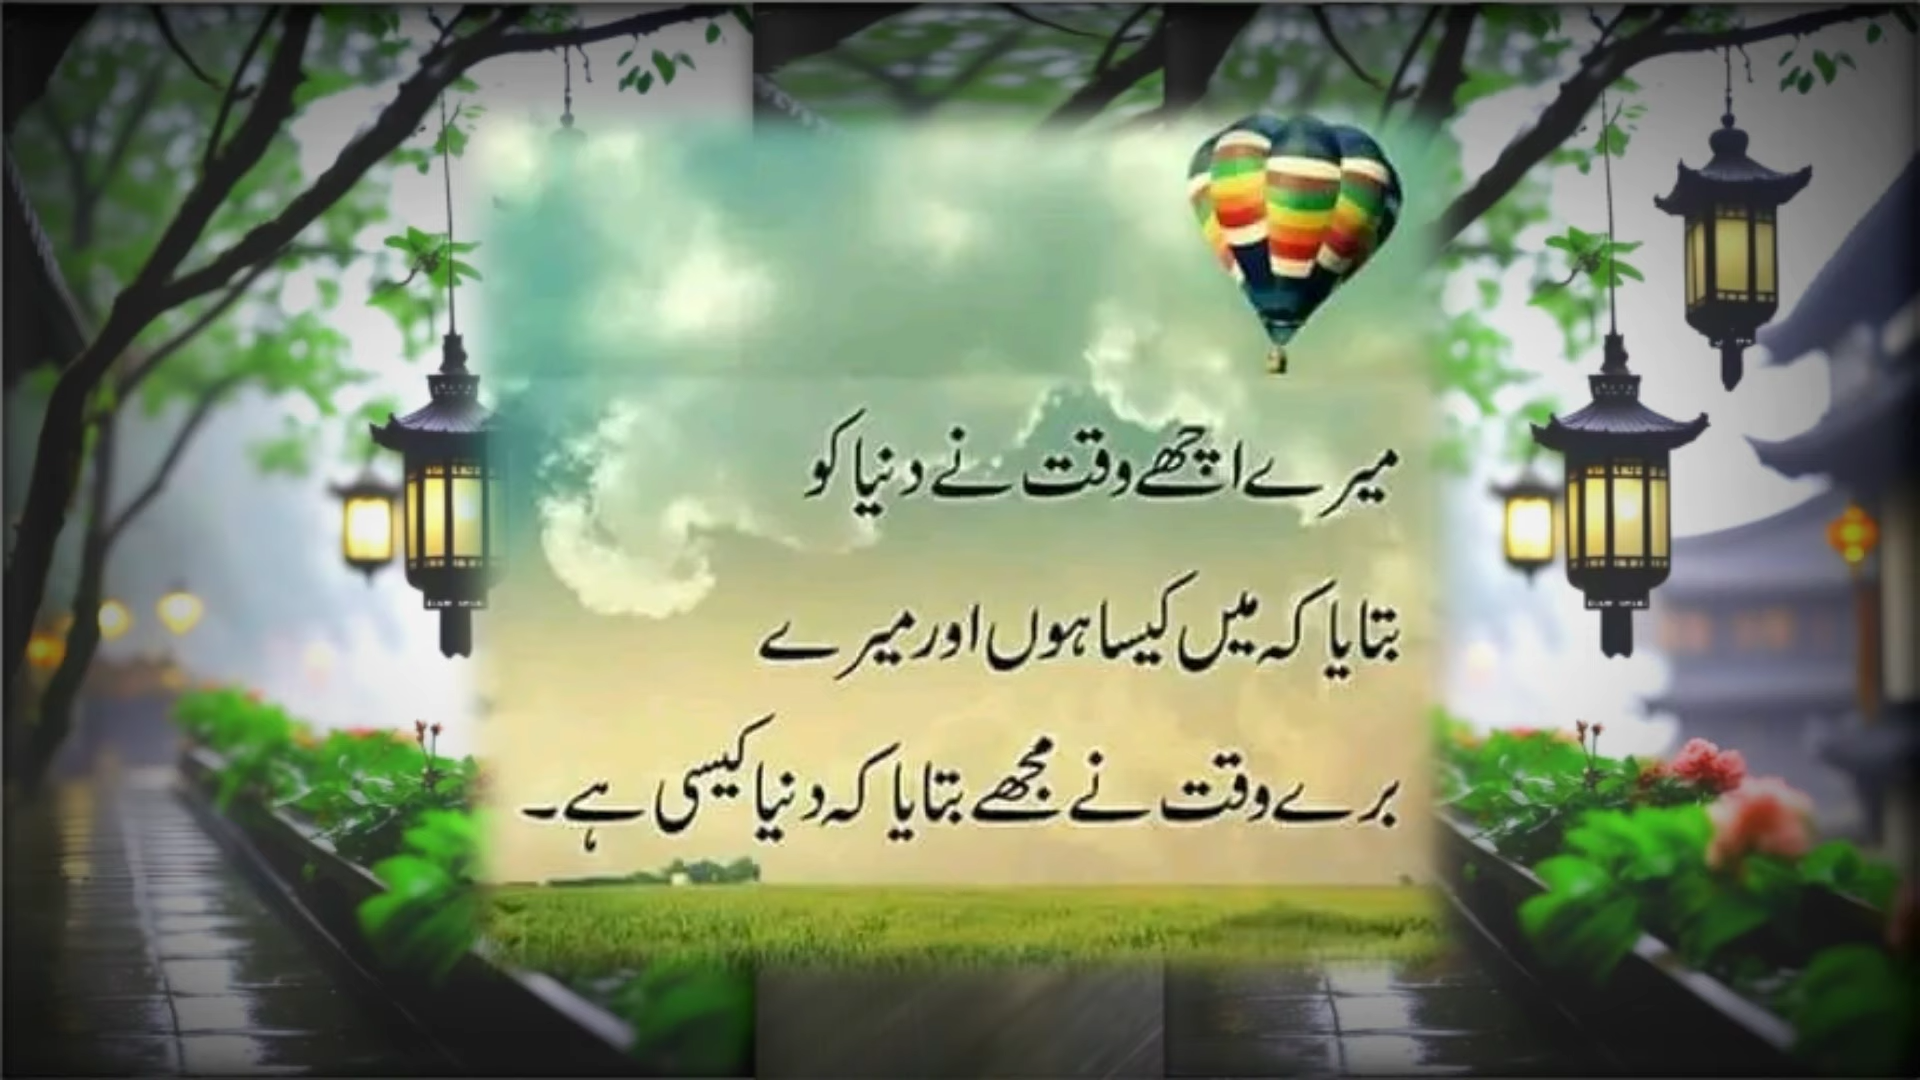 میرے اچھے وقت نے دنیا کو
بتایا کہ میں کیسا ہوں اور میرے
برے وقت نے مجھے بتایا کہ دنیا کیسی ہے۔